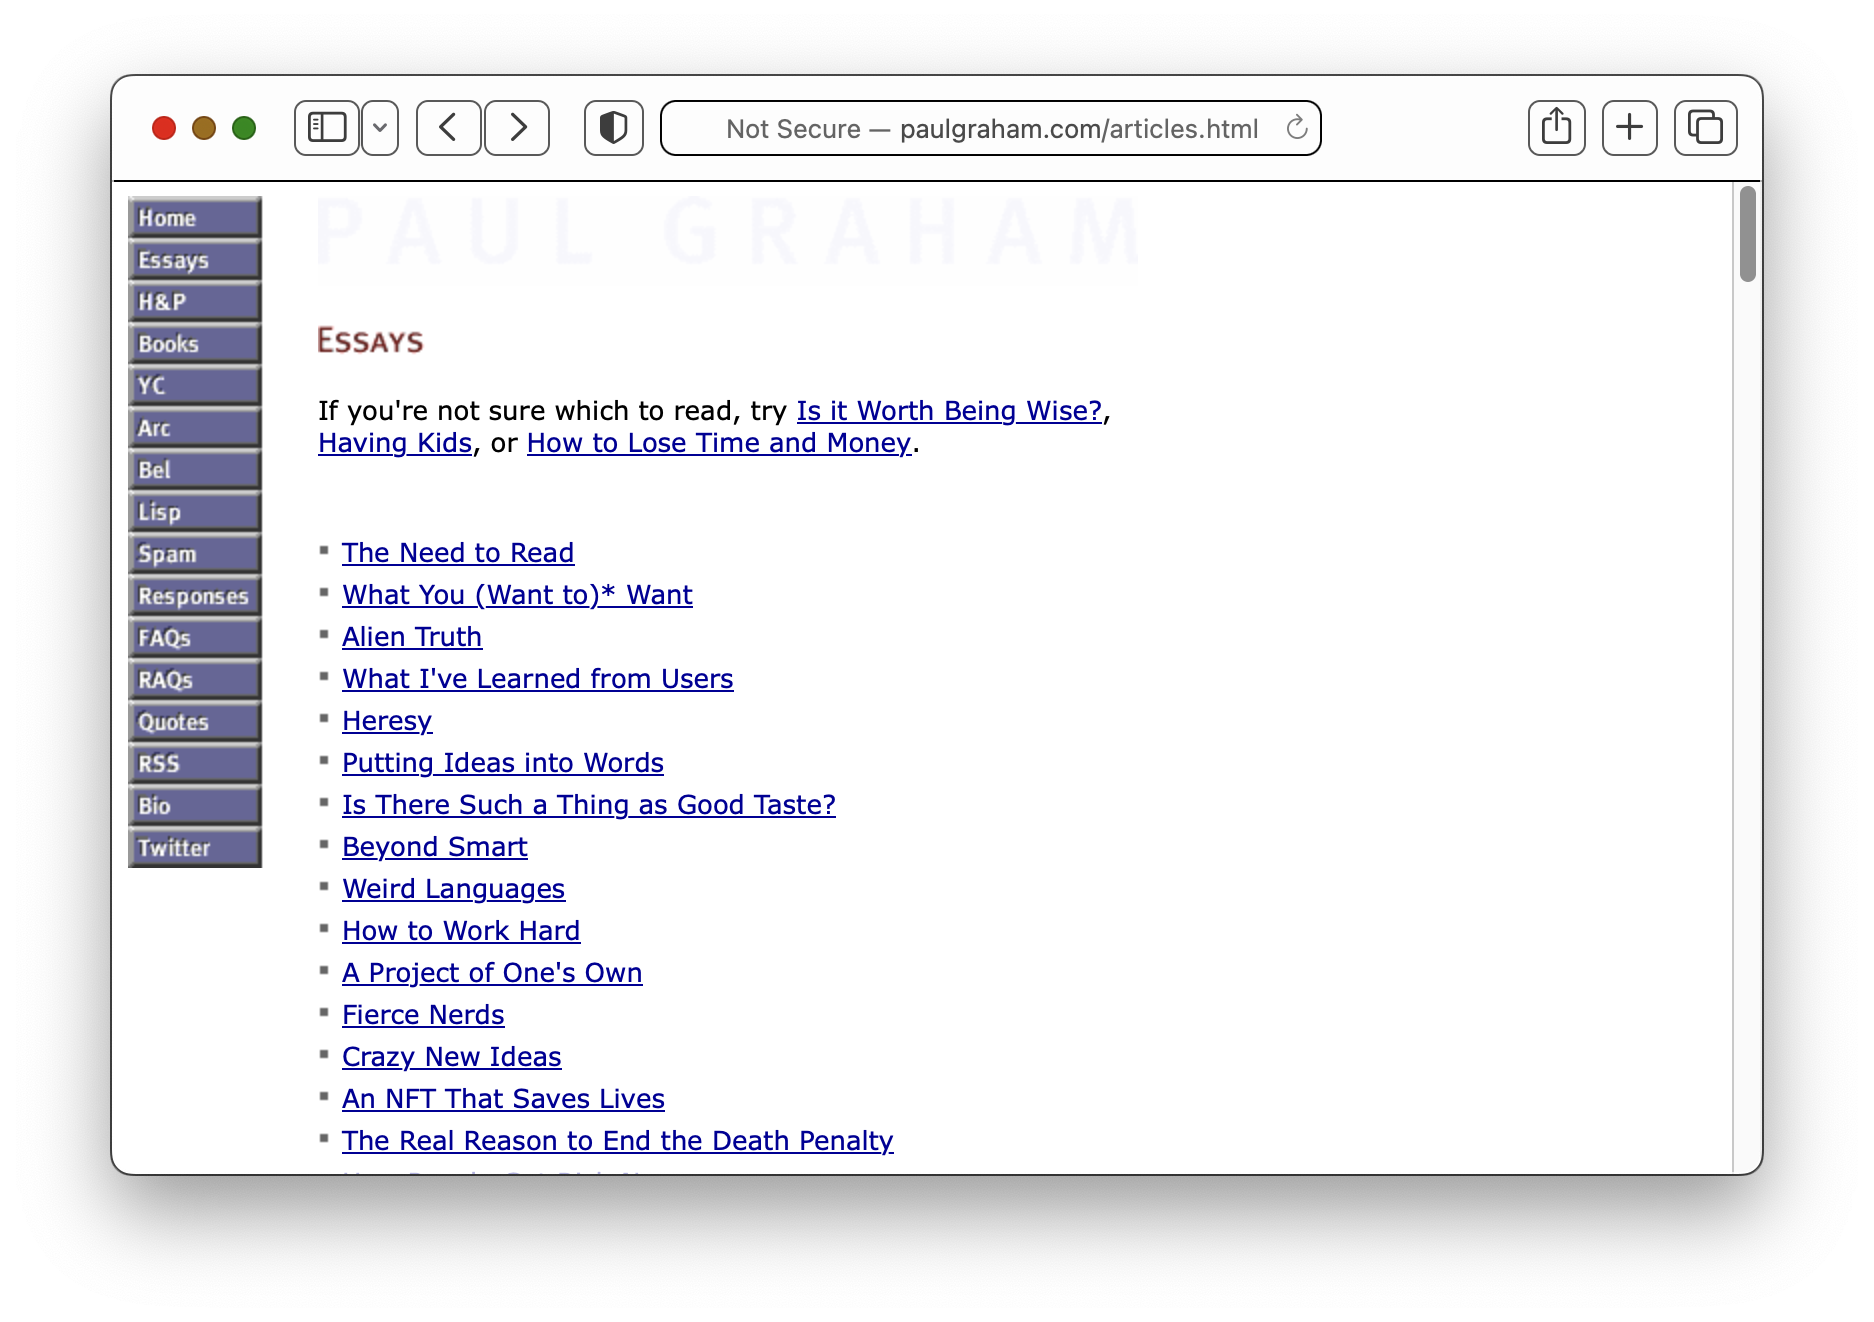 Not Secure — paulgraham.com/articles.html
Home
Essays
H&P
Books
YC
Arc
Bel
Lisp
Spam
Responses
FAQs
RAQs
Quotes
RSS
Bio
Twitter
PAUL GRAHAM
ESSAYS
If you're not sure which to read, try Is it Worth Being Wise?,
Having Kids, or How to Lose Time and Money.
The Need to Read
What You (Want to)* Want
Alien Truth
What I've Learned from Users
Heresy
Putting Ideas into Words
Is There Such a Thing as Good Taste?
Beyond Smart
Weird Languages
How to Work Hard
A Project of One's Own
Fierce Nerds
Crazy New Ideas
An NFT That Saves Lives
The Real Reason to End the Death Penalty